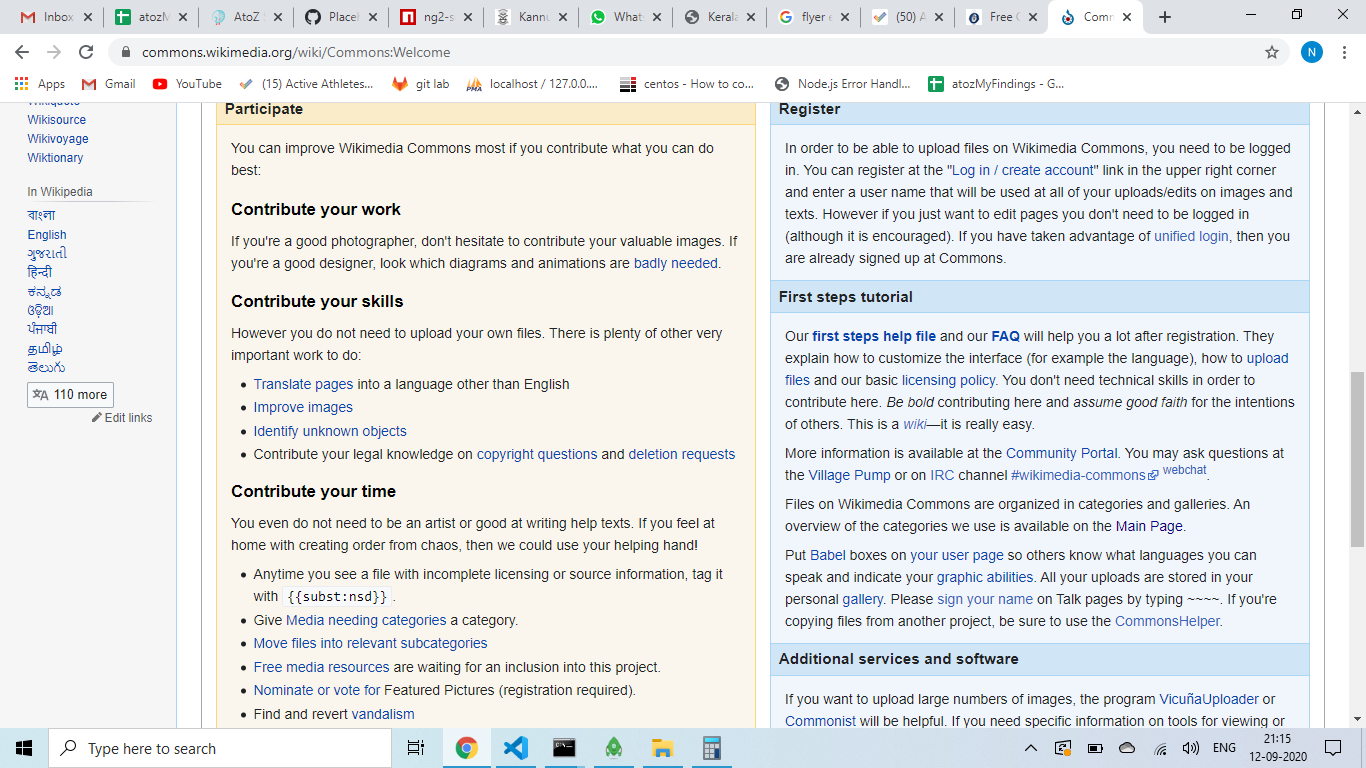 Inbox
atozM
AtoZ
Placeh
ng2-s
Kannu
What
Kerala
flyer e
(50) A
Free
Comm
commons.wikimedia.org/wiki/Commons:Welcome
N
Apps
Gmail
YouTube
(15) Active Athletes...
git lab
localhost / 127.0.0....
centos - How to co...
Node.js Error Handl...
atozMyFindings - G...
Wikiquote
Wikisource
Wikivoyage
Wiktionary
In Wikipedia
বাংলা
English
ગુજરાતી
हिन्दी
ಕನ್ನಡ
ଓଡ଼ିଆ
ਪੰਜਾਬੀ
தமிழ்
తెలుగు
110 more
Edit links
Participate
You can improve Wikimedia Commons most if you contribute what you can do
best:
Contribute your work
If you're a good photographer, don't hesitate to contribute your valuable images. If
you're a good designer, look which diagrams and animations are badly needed.
Contribute your skills
However you do not need to upload your own files. There is plenty of other very
important work to do:
Translate pages into a language other than English
Improve images
Identify unknown objects
Contribute your legal knowledge on copyright questions and deletion requests
Contribute your time
You even do not need to be an artist or good at writing help texts. If you feel at
home with creating order from chaos, then we could use your helping hand!
Anytime you see a file with incomplete licensing or source information, tag it
with {{subst:nsd}} .
Give Media needing categories a category.
Move files into relevant subcategories
Free media resources are waiting for an inclusion into this project.
Nominate or vote for Featured Pictures (registration required).
Find and revert vandalism
Register
In order to be able to upload files on Wikimedia Commons, you need to be logged
in. You can register at the "Log in / create account" link in the upper right corner
and enter a user name that will be used at all of your uploads/edits on images and
texts. However if you just want to edit pages you don't need to be logged in
(although it is encouraged). If you have taken advantage of unified login, then you
are already signed up at Commons.
First steps tutorial
Our first steps help file and our FAQ will help you a lot after registration. They
explain how to customize the interface (for example the language), how to upload
files and our basic licensing policy. You don't need technical skills in order to
contribute here. Be bold contributing here and assume good faith for the intentions
of others. This is a wiki—it is really easy.
More information is available at the Community Portal. You may ask questions at
the Village Pump or on IRC channel #wikimedia-commons webchat.
Files on Wikimedia Commons are organized in categories and galleries. An
overview of the categories we use is available on the Main Page.
Put Babel boxes on your user page so others know what languages you can
speak and indicate your graphic abilities. All your uploads are stored in your
personal gallery. Please sign your name on Talk pages by typing ~~~~. If you're
copying files from another project, be sure to use the CommonsHelper.
Additional services and software
If you want to upload large numbers of images, the program VicuñaUploader or
Commonist will be helpful. If you need specific information on tools for viewing or
Type here to search
ENG
21:15
12-09-2020